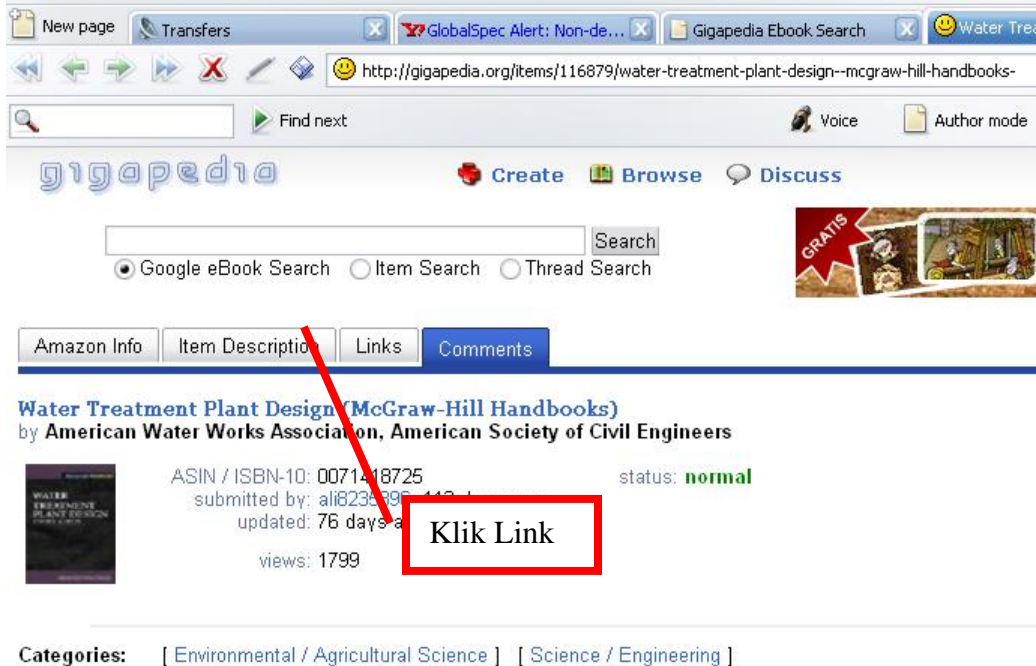 New page Transfers GlobalSpec Alert: Non-de... Gigapedia Ebook Search Water Trea
http://gigapedia.org/items/116879/water-treatment-plant-design--mcgraw-hill-handbooks-
Find next Voice Author mode
gigapedia Create Browse Discuss
GRATIS
Search
Google eBook Search Item Search Thread Search
Amazon Info Item Description Links Comments
Water Treatment Plant Design (McGraw-Hill Handbooks)
by American Water Works Association, American Society of Civil Engineers
ASIN / ISBN-10: 0071418725 status: normal
WATER TREATMENT PLANT DESIGN
submitted by:
updated: 76 days a
Klik Link
views: 1799
Categories: [ Environmental / Agricultural Science ] [ Science / Engineering ]